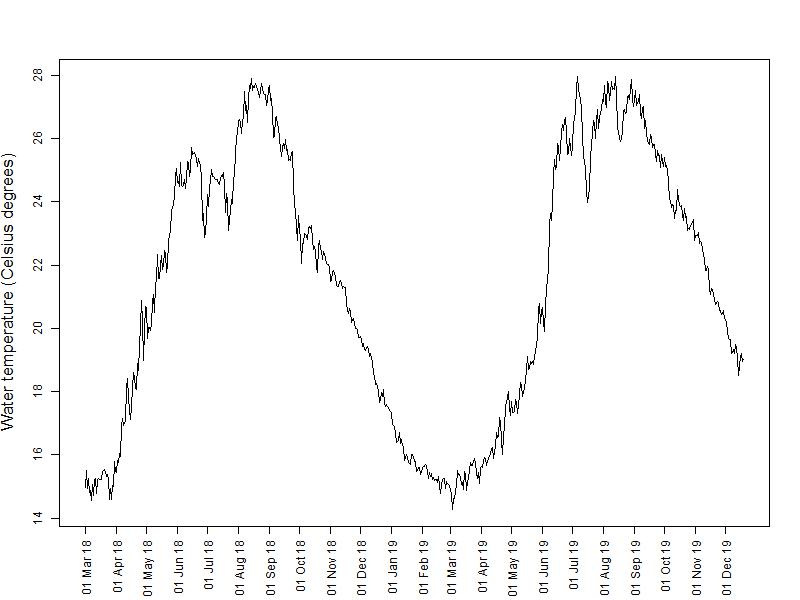 Water temperature (Celsius degrees)
28
26
24
22
20
18
16
14
01 Mar 18
01 Apr 18
01 May 18
01 Jun 18
01 Jul 18
01 Aug 18
01 Sep 18
01 Oct 18
01 Nov 18
01 Dec 18
01 Jan 19
01 Feb 19
01 Mar 19
01 Apr 19
01 May 19
01 Jun 19
01 Jul 19
01 Aug 19
01 Sep 19
01 Oct 19
01 Nov 19
01 Dec 19